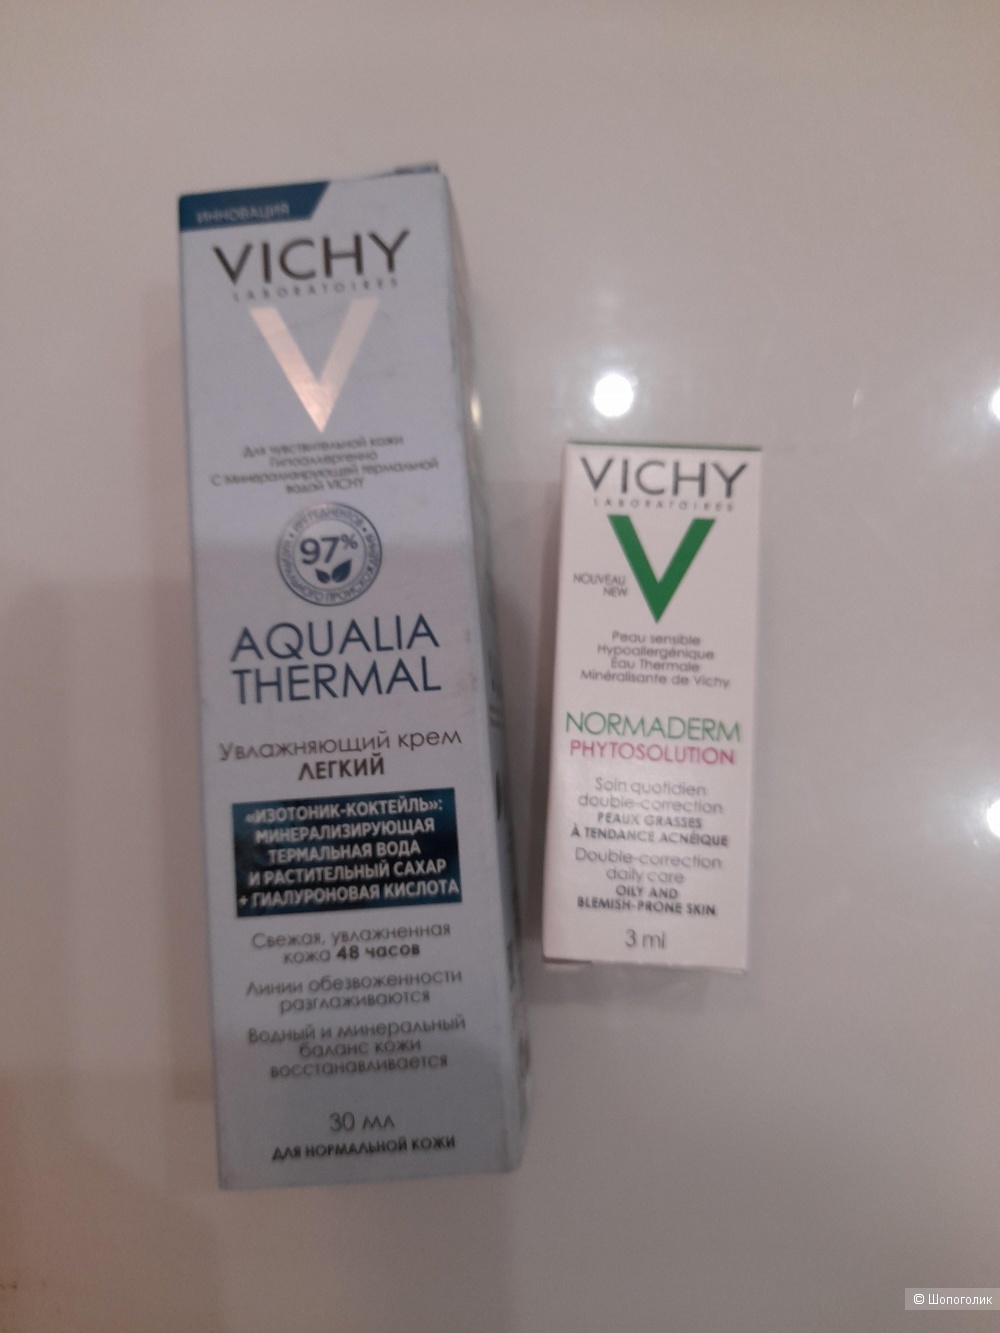 ИННОВАЦИЯ
VICHY
LABORATOIRES
Для чувствительной кожи
Гипоаллергенно
С минерализирующей термальной
водой VICHY
97%
ИНГРЕДИЕНТОВ
НАТУРАЛЬНОГО ПРОИСХОЖДЕНИЯ
AQUALIA
THERMAL
Увлажняющий крем
ЛЕГКИЙ
«ИЗОТОНИК-КОКТЕЙЛЬ»:
МИНЕРАЛИЗИРУЮЩАЯ
ТЕРМАЛЬНАЯ ВОДА
И РАСТИТЕЛЬНЫЙ САХАР
+ ГИАЛУРОНОВАЯ КИСЛОТА
Свежая, увлажненная
кожа 48 часов
Линии обезвоженности
разглаживаются
Водный и минеральный
баланс кожи
восстанавливается
30 мл
ДЛЯ НОРМАЛЬНОЙ КОЖИ
VICHY
LABORATOIRES
NOUVEAU
NEW
Peau sensible
Hypoallergénique
Eau Thermale
Minéralisante de Vichy
NORMADERM
PHYTOSOLUTION
Soin quotidien
double-correction
PEAUX GRASSES
À TENDANCE ACNÉIQUE
Double-correction
daily care
OILY AND
BLEMISH-PRONE SKIN
3 ml
© Шопоголик